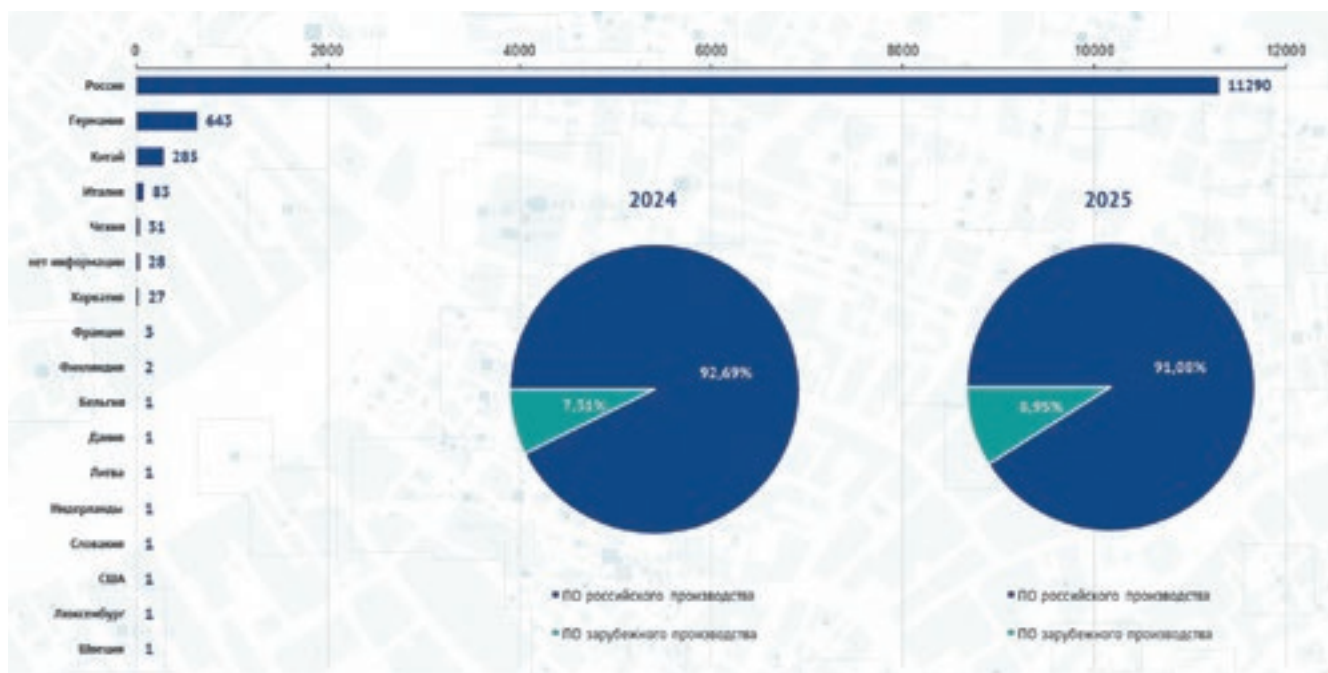 0 2000 4000 6000 8000 10000 12000
Россия 11290
Германия 643
Китай 285
Италия 83
Чехия 31
нет информации 28
Хорватия 27
Франция 3
Финляндия 2
Бельгия 1
Дания 1
Литва 1
Нидерланды 1
Словакия 1
США 1
Люксембург 1
Швеция 1
2024
92,69%
7,31%
ПО российского производства
ПО зарубежного производства
2025
91,05%
8,95%
ПО российского производства
ПО зарубежного производства